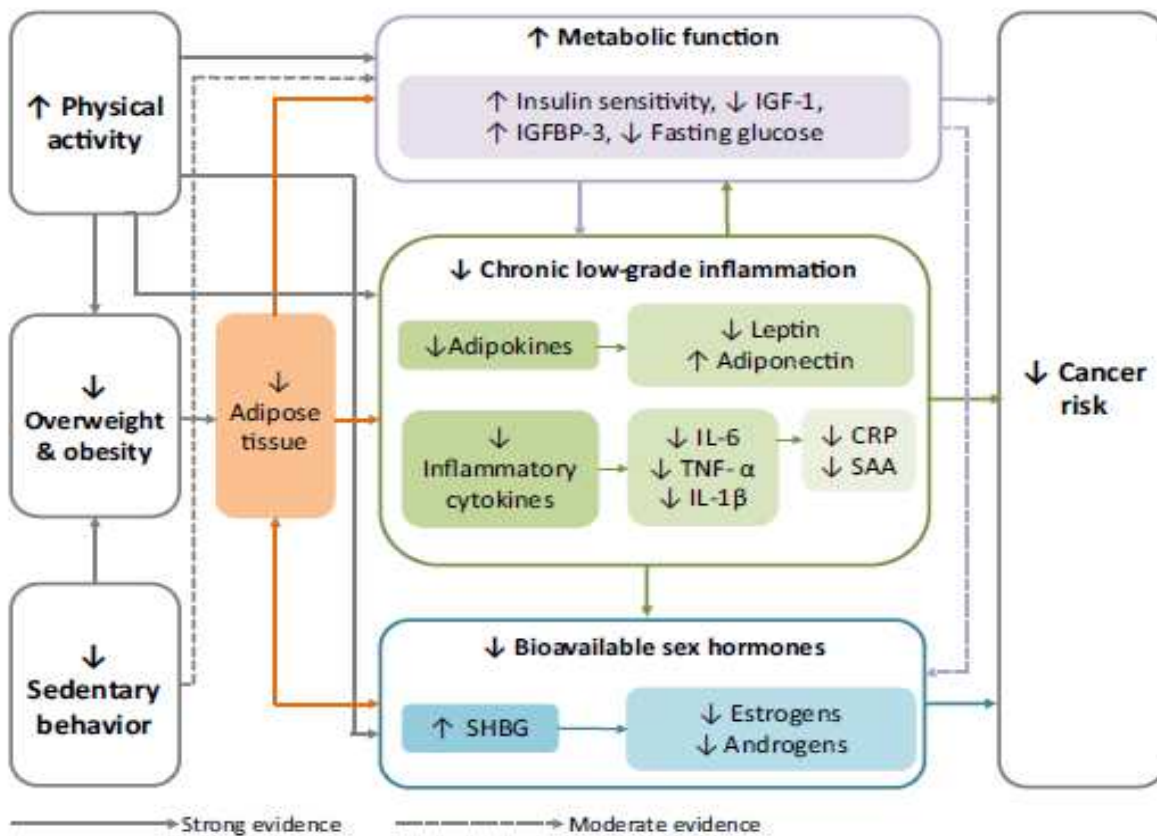 ↑ Physical
activity
↓
Overweight
& obesity
↓
Sedentary
behavior
↓
Adipose
tissue
↑ Metabolic function
↑ Insulin sensitivity, ↓ IGF-1,
↑ IGFBP-3, ↓ Fasting glucose
↓ Chronic low-grade inflammation
↓Adipokines
↓ Leptin
↑ Adiponectin
↓
Inflammatory
cytokines
↓ IL-6
↓ TNF- α
↓ IL-1β
↓ CRP
↓ SAA
↓ Bioavailable sex hormones
↑ SHBG
↓ Estrogens
↓ Androgens
↓ Cancer
risk
Strong evidence
Moderate evidence